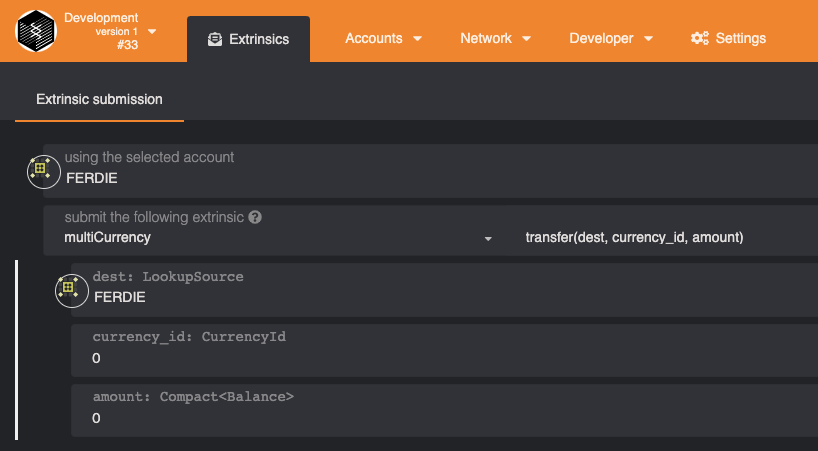 Development
version 1
#33
Extrinsics
Accounts
Network
Developer
Settings
Extrinsic submission
using the selected account
FERDIE
submit the following extrinsic
multiCurrency
transfer(dest, currency_id, amount)
dest: LookupSource
FERDIE
currency_id: CurrencyId
0
amount: Compact<Balance>
0